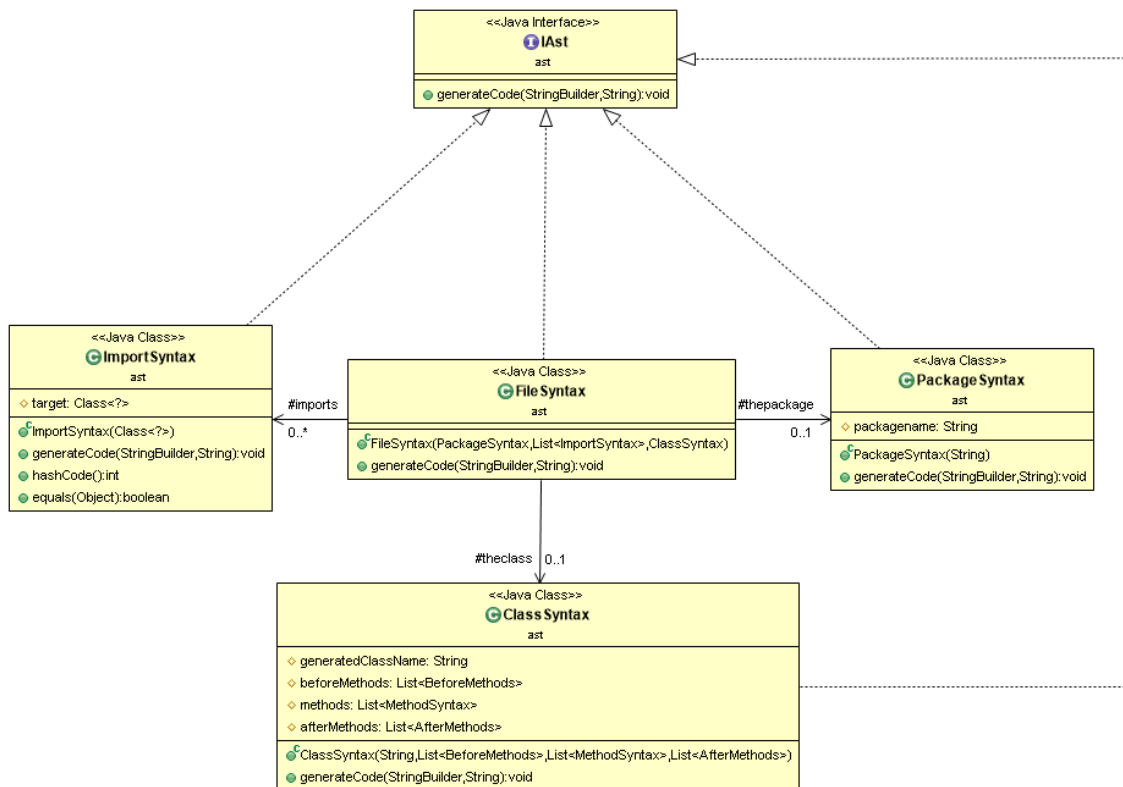 <<Java Interface>>
IAst
ast
generateCode(StringBuilder,String):void
<<Java Class>>
ImportSyntax
ast
target: Class<?>
ImportSyntax(Class<?>)
generateCode(StringBuilder,String):void
hashCode():int
equals(Object):boolean
#imports
0..*
<<Java Class>>
FileSyntax
ast
FileSyntax(PackageSyntax,List<ImportSyntax>,ClassSyntax)
generateCode(StringBuilder,String):void
#thepackage
0..1
<<Java Class>>
PackageSyntax
ast
packagename: String
PackageSyntax(String)
generateCode(StringBuilder,String):void
#theclass
0..1
<<Java Class>>
ClassSyntax
ast
generatedClassName: String
beforeMethods: List<BeforeMethods>
methods: List<MethodSyntax>
afterMethods: List<AfterMethods>
ClassSyntax(String,List<BeforeMethods>,List<MethodSyntax>,List<AfterMethods>)
generateCode(StringBuilder,String):void